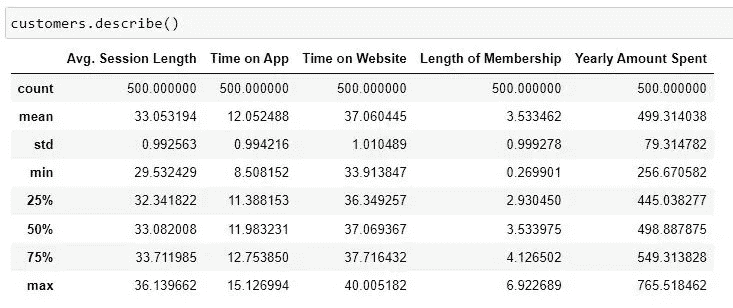 customers.describe()
Avg. Session Length Time on App Time on Website Length of Membership Yearly Amount Spent
count 500.000000 500.000000 500.000000 500.000000 500.000000
mean 33.053194 12.052488 37.060445 3.533462 499.314038
std 0.992563 0.994216 1.010489 0.999278 79.314782
min 29.532429 8.508152 33.913847 0.269901 256.670582
25% 32.341822 11.388153 36.349257 2.930450 445.038277
50% 33.082008 11.983231 37.069367 3.533975 498.887875
75% 33.711985 12.753850 37.716432 4.126502 549.313828
max 36.139662 15.126994 40.005182 6.922689 765.518462